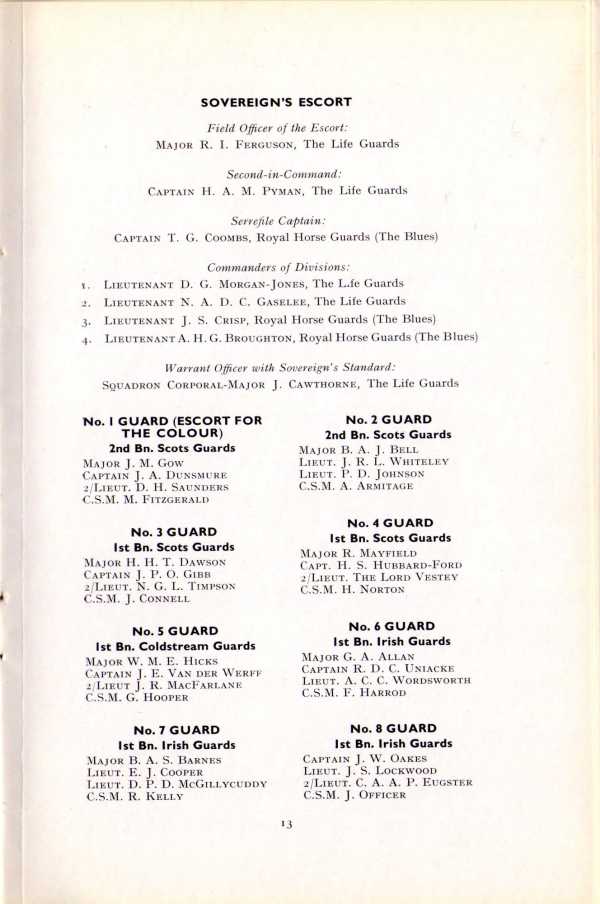 SOVEREIGN'S ESCORT
Field Officer of the Escort:
MAJOR R. I. FERGUSON, The Life Guards
Second-in-Command:
CAPTAIN H. A. M. PYMAN, The Life Guards
Serrefile Captain:
CAPTAIN T. G. COOMBS, Royal Horse Guards (The Blues)
Commanders of Divisions:
1. LIEUTENANT D. G. MORGAN-JONES, The L.fe Guards
2. LIEUTENANT N. A. D. C. GASELEE, The Life Guards
3. LIEUTENANT J. S. CRISP, Royal Horse Guards (The Blues)
4. LIEUTENANT A. H. G. BROUGHTON, Royal Horse Guards (The Blues)
Warrant Officer with Sovereign's Standard:
SQUADRON CORPORAL-MAJOR J. CAWTHORNE, The Life Guards
No. 1 GUARD (ESCORT FOR
THE COLOUR)
2nd Bn. Scots Guards
MAJOR J. M. GOW
CAPTAIN J. A. DUNSMURE
2/LIEUT. D. H. SAUNDERS
C.S.M. M. FITZGERALD
No. 2 GUARD
2nd Bn. Scots Guards
MAJOR B. A. J. BELL
LIEUT. J. R. L. WHITELEY
LIEUT. P. D. JOHNSON
C.S.M. A. ARMITAGE
No. 3 GUARD
1st Bn. Scots Guards
MAJOR H. H. T. DAWSON
CAPTAIN J. P. O. GIBB
2/LIEUT. N. G. L. TIMPSON
C.S.M. J. CONNELL
No. 4 GUARD
1st Bn. Scots Guards
MAJOR R. MAYFIELD
CAPT. H. S. HUBBARD-FORD
2/LIEUT. THE LORD VESTEY
C.S.M. H. NORTON
No. 5 GUARD
1st Bn. Coldstream Guards
MAJOR W. M. E. HICKS
CAPTAIN J. E. VAN DER WERFF
2/LIEUT J. R. MACFARLANE
C.S.M. G. HOOPER
No. 6 GUARD
1st Bn. Irish Guards
MAJOR G. A. ALLAN
CAPTAIN R. D. C. UNIACKE
LIEUT. A. C. C. WORDSWORTH
C.S.M. F. HARROD
No. 7 GUARD
1st Bn. Irish Guards
MAJOR B. A. S. BARNES
LIEUT. E. J. COOPER
LIEUT. D. P. D. MCGILLYCUDDY
C.S.M. R. KELLY
No. 8 GUARD
1st Bn. Irish Guards
CAPTAIN J. W. OAKES
LIEUT. J. S. LOCKWOOD
2/LIEUT. C. A. A. P. EUGSTER
C.S.M. J. OFFICER
13